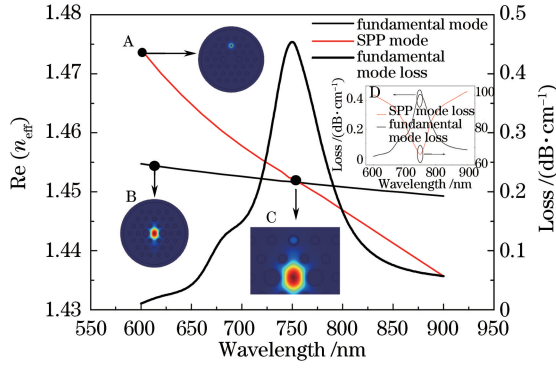 1.48
1.47
1.46
1.45
1.44
1.43
Re (neff)
550
600
650
700
750
800
850
900
950
Wavelength /nm
0.5
0.4
0.3
0.2
0.1
0
Loss /(dB·cm⁻¹)
fundamental mode
SPP mode
fundamental
mode loss
A
B
C
D
0.4
0.2
0
Loss /(dB·cm⁻¹)
SPP mode loss
fundamental
mode loss
100
80
60
600
700
800
900
Wavelength /nm